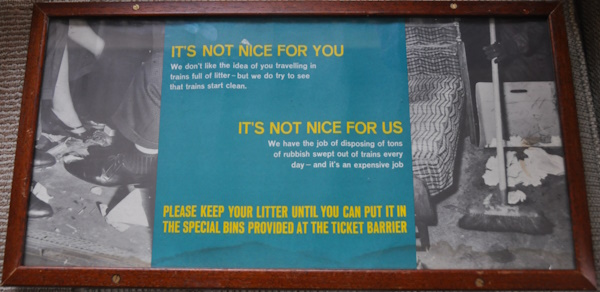 IT'S NOT NICE FOR YOU
We don't like the idea of you travelling in
trains full of litter – but we do try to see
that trains start clean.
IT'S NOT NICE FOR US
We have the job of disposing of tons
of rubbish swept out of trains every
day – and it's an expensive job
PLEASE KEEP YOUR LITTER UNTIL YOU CAN PUT IT IN
THE SPECIAL BINS PROVIDED AT THE TICKET BARRIER